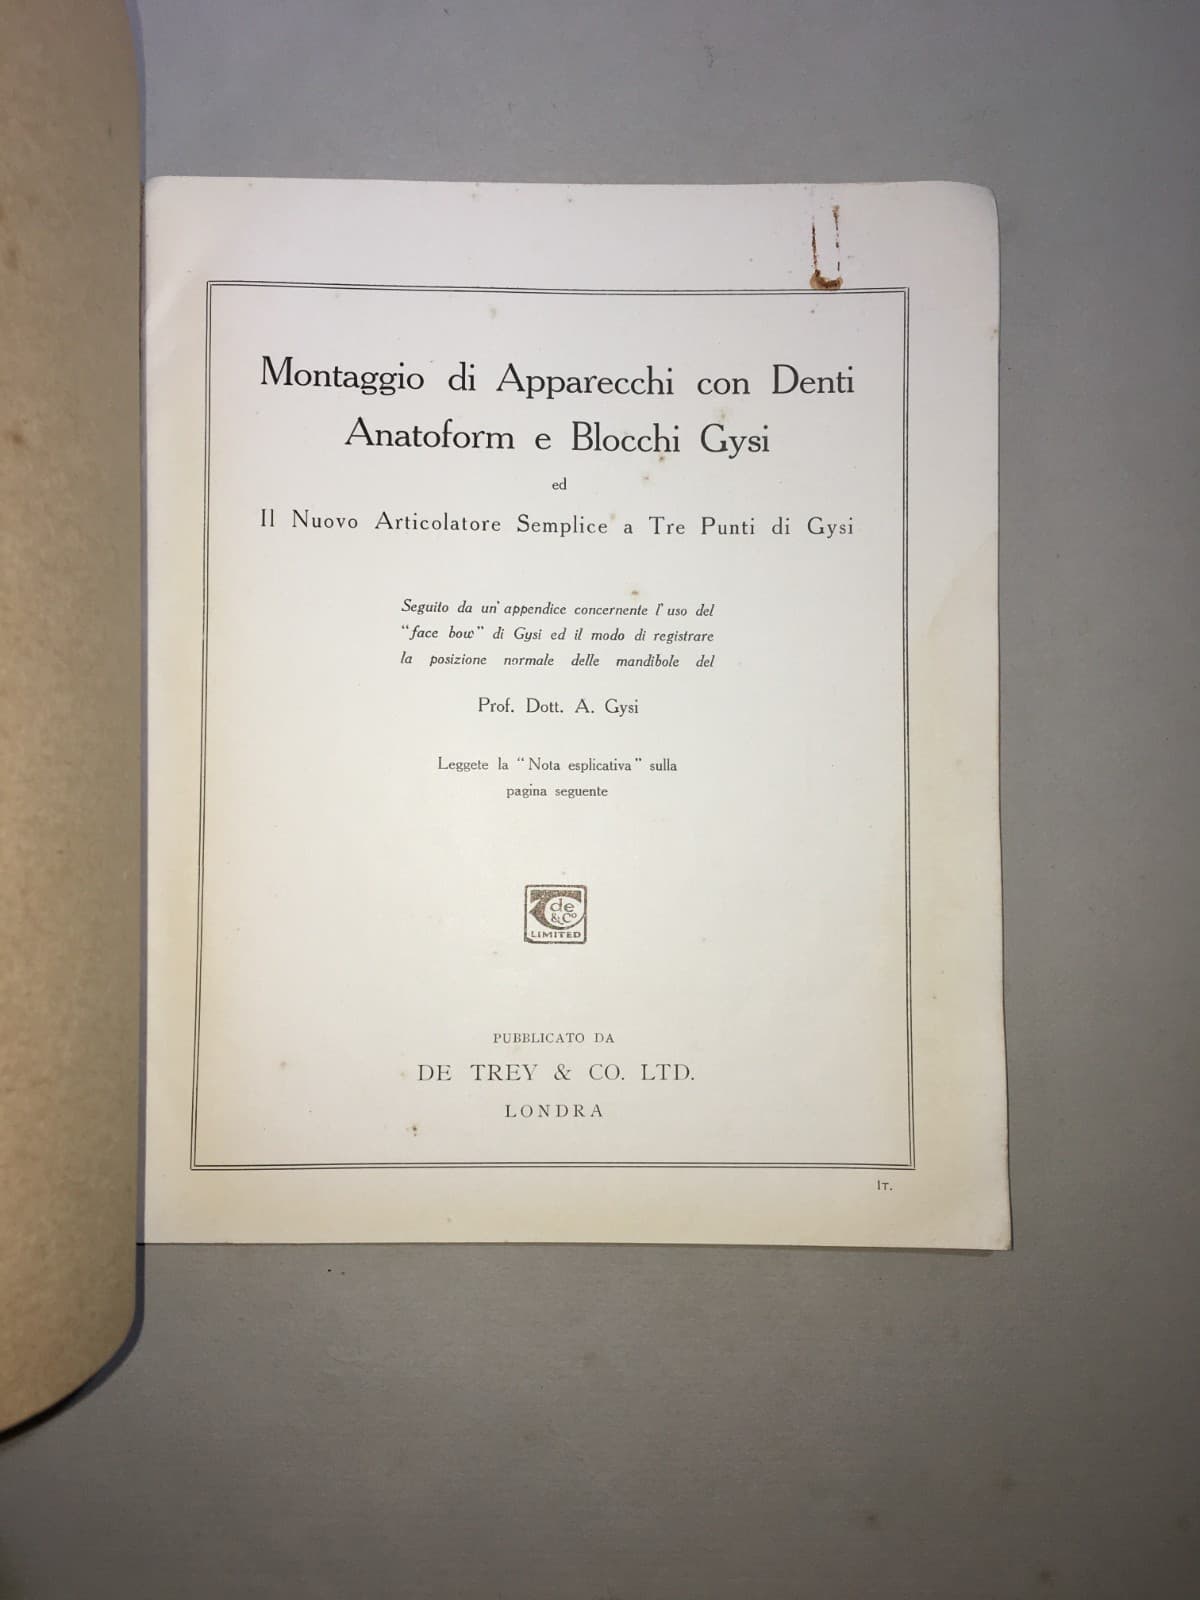 Montaggio di Apparecchi con Denti
Anatoform e Blocchi Gysi
ed
Il Nuovo Articolatore Semplice a Tre Punti di Gysi
Seguito da un' appendice concernente l' uso del
“face bow” di Gysi ed il modo di registrare
la posizione normale delle mandibole del
Prof. Dott. A. Gysi
Leggete la “Nota esplicativa” sulla
pagina seguente
de
& Co
LIMITED
PUBBLICATO DA
DE TREY & CO. LTD.
LONDRA
IT.